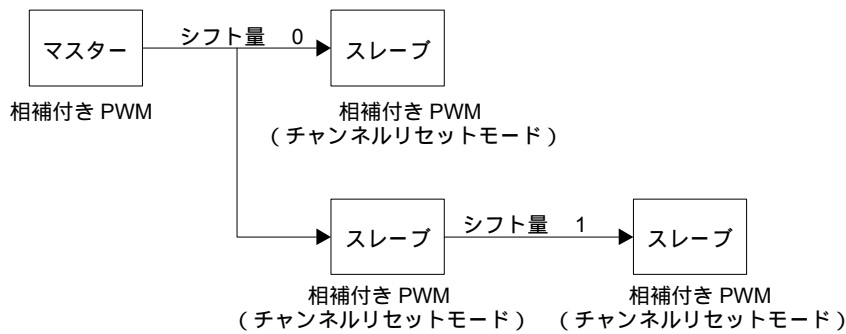 マスター
シフト量 0
スレーブ
相補付き PWM
相補付き PWM
(チャンネルリセットモード)
スレーブ
シフト量 1
スレーブ
相補付き PWM
(チャンネルリセットモード)
相補付き PWM
(チャンネルリセットモード)